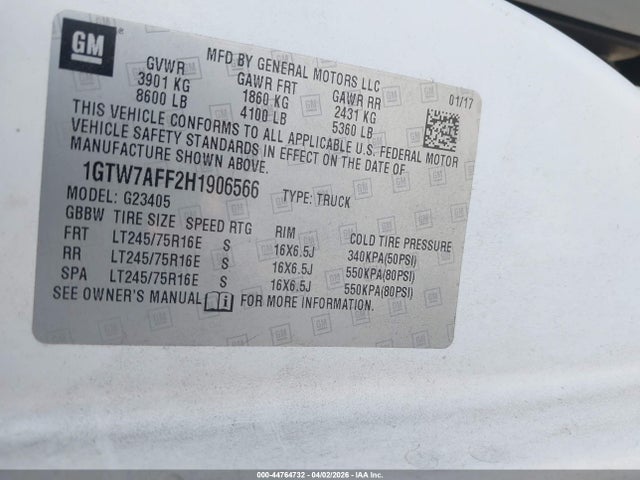 GM
MFD BY GENERAL MOTORS LLC
GVWR GAWR FRT GAWR RR 01/17
3901 KG 1860 KG 2431 KG
8600 LB 4100 LB 5360 LB
THIS VEHICLE CONFORMS TO ALL APPLICABLE U.S. FEDERAL MOTOR
VEHICLE SAFETY STANDARDS IN EFFECT ON THE DATE OF
MANUFACTURE SHOWN ABOVE.
1GTW7AFF2H1906566 TYPE: TRUCK
MODEL: G23405
GBBW TIRE SIZE SPEED RTG RIM COLD TIRE PRESSURE
FRT LT245/75R16E S 16X6.5J 340KPA(50PSI)
RR LT245/75R16E S 16X6.5J 550KPA(80PSI)
SPA LT245/75R16E S 16X6.5J 550KPA(80PSI)
SEE OWNER'S MANUAL i FOR MORE INFORMATION.
000-44764732 - 04/02/2026 - Copyright IAA, Inc.